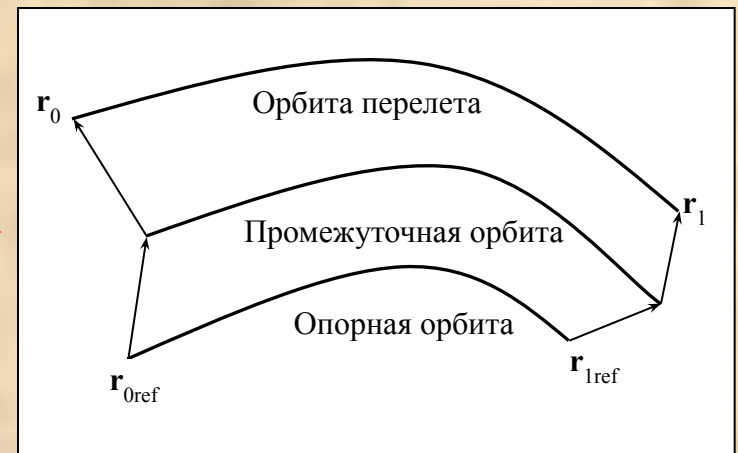 r₀
Орбита перелета
r₁
Промежуточная орбита
Опорная орбита
r₁ref
r₀ref